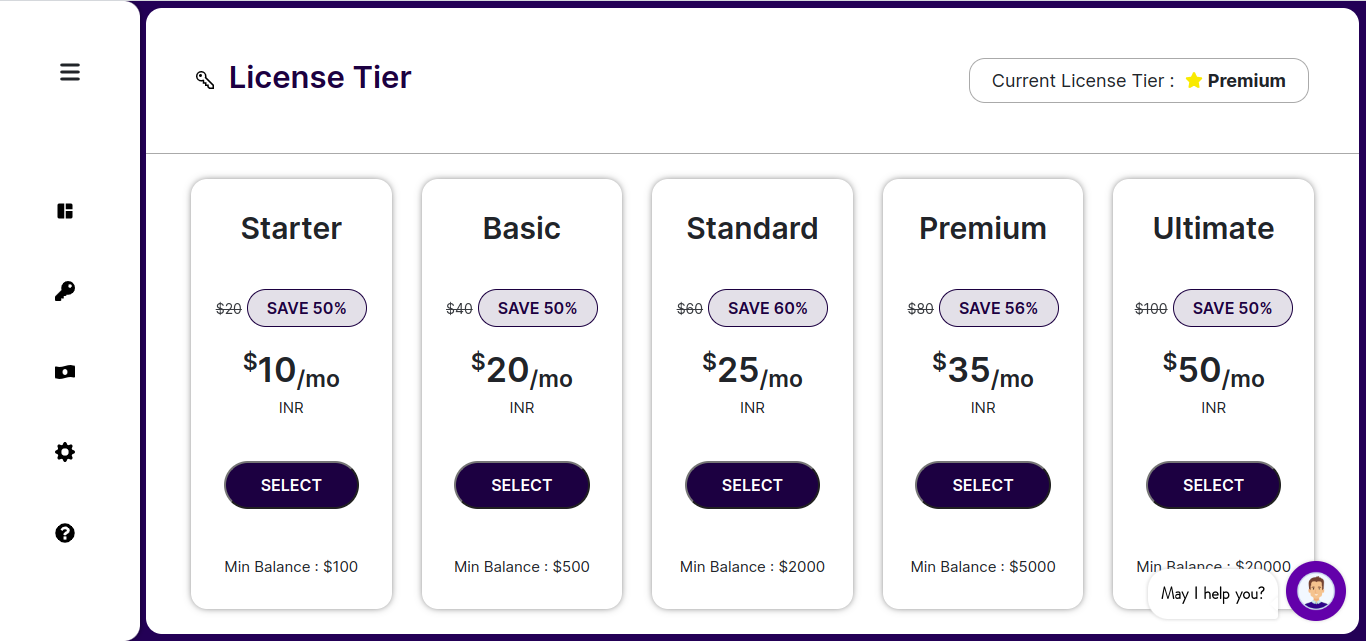 License Tier
Current License Tier : Premium
Starter
$20 SAVE 50%
$10/mo
INR
SELECT
Min Balance : $100
Basic
$40 SAVE 50%
$20/mo
INR
SELECT
Min Balance : $500
Standard
$60 SAVE 60%
$25/mo
INR
SELECT
Min Balance : $2000
Premium
$80 SAVE 56%
$35/mo
INR
SELECT
Min Balance : $5000
Ultimate
$100 SAVE 50%
$50/mo
INR
SELECT
Min Balance : $20000
May I help you?